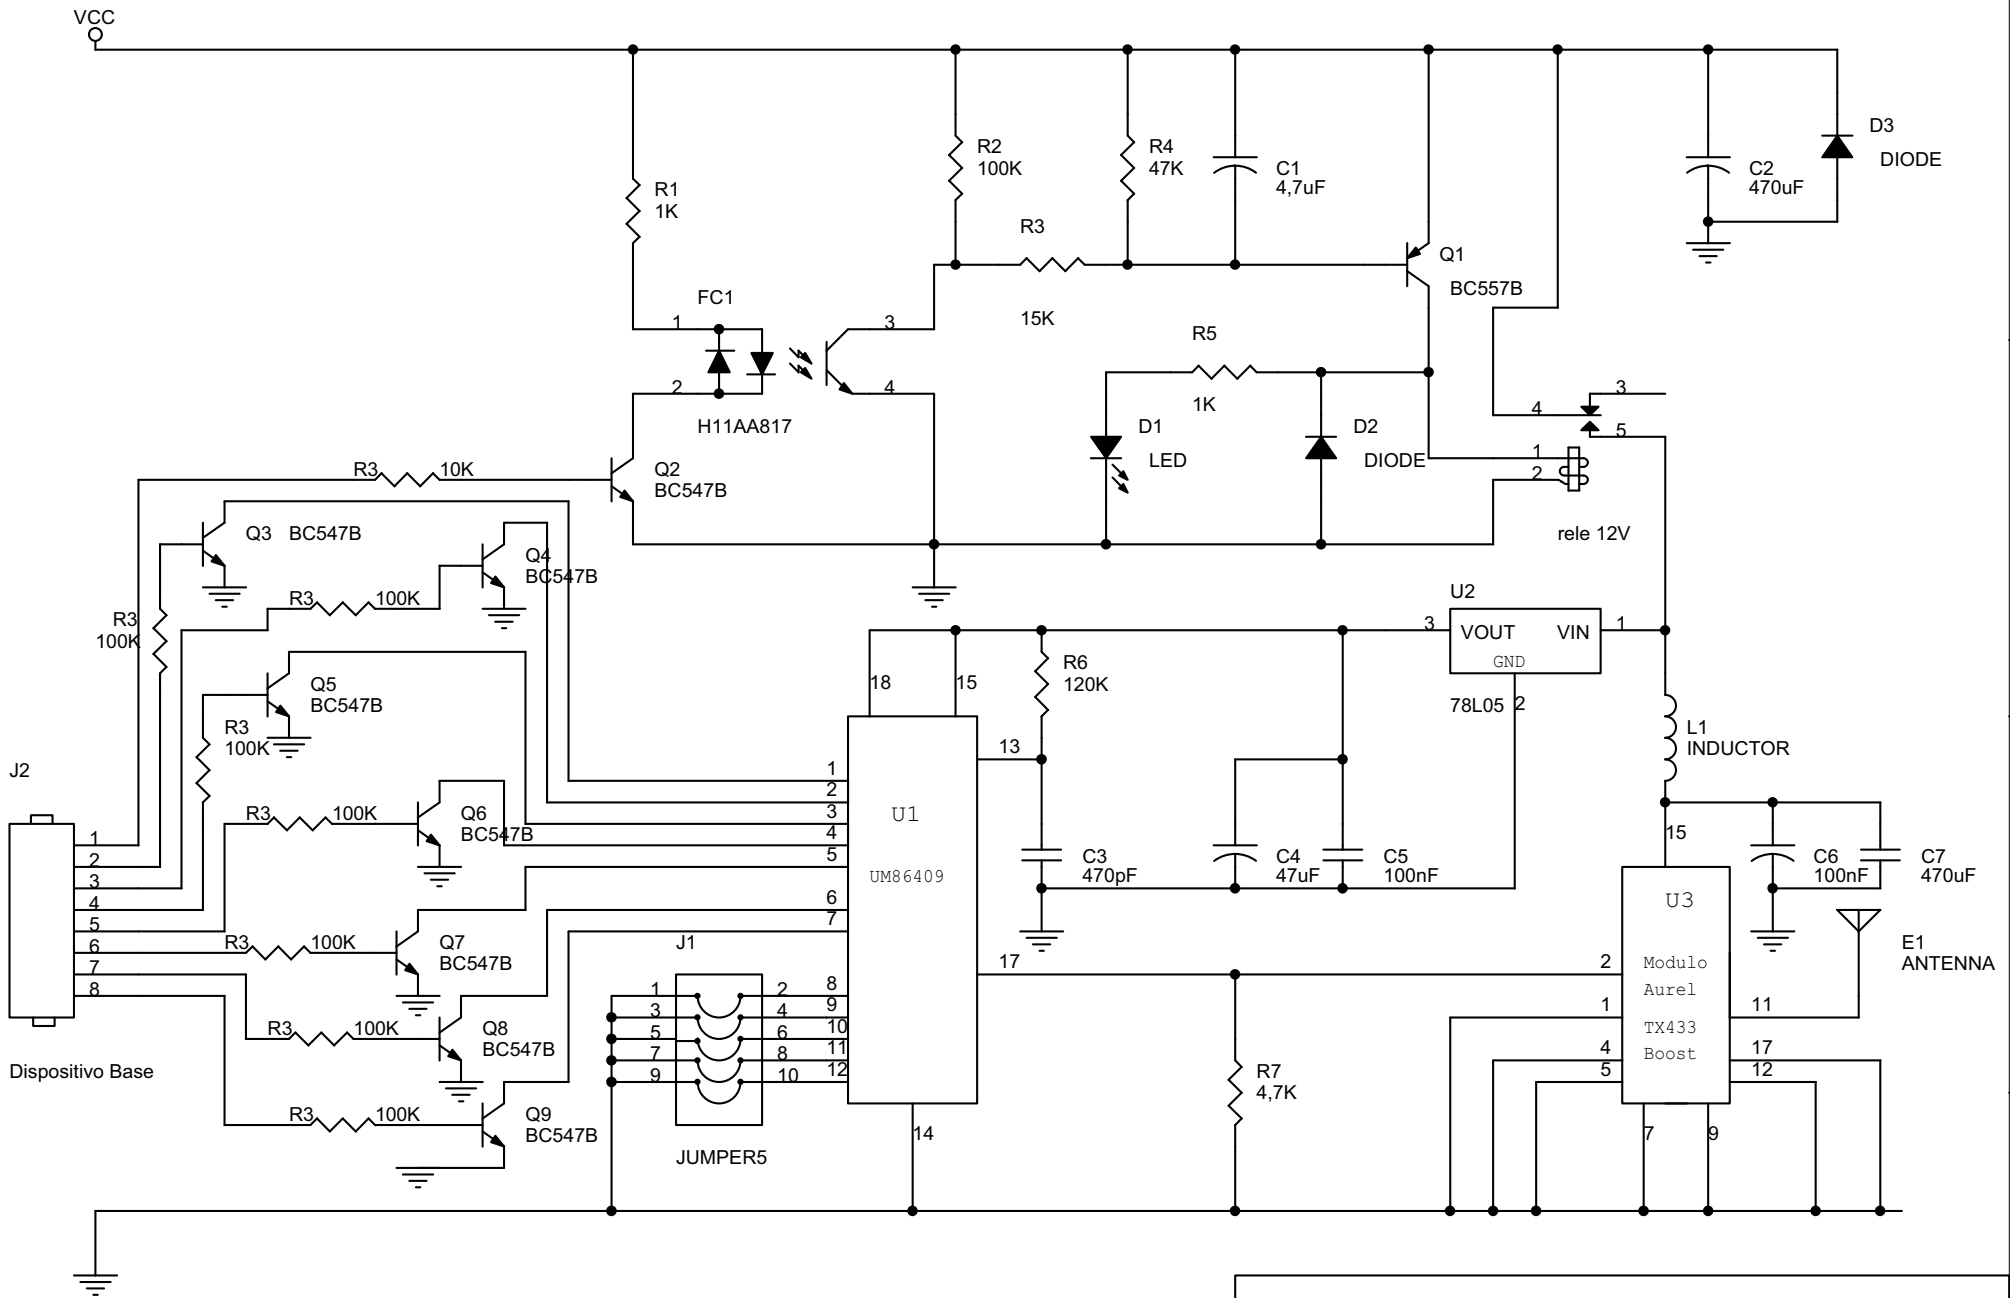 VCC
R1
1K
R2
100K
R4
47K
C1
4,7uF
C2
470uF
D3
DIODE
R3
15K
Q1
BC557B
FC1
1
2
3
4
H11AA817
R5
1K
D1
LED
D2
DIODE
3
4
5
1
2
rele 12V
R3 10K
Q2
BC547B
Q3 BC547B
Q4
BC547B
R3 100K
R3
100K
Q5
BC547B
R3
100K
U2
3 VOUT VIN 1
GND
78L05 2
18 15
R6
120K
L1
INDUCTOR
J2
1
2
3
4
5
6
7
8
Dispositivo Base
R3 100K
Q6
BC547B
R3 100K
Q7
BC547B
R3 100K
Q8
BC547B
R3 100K
Q9
BC547B
1
2
3
4
5
6
7
8
9
10
11
12
13
17
14
U1
UM86409
C3
470pF
C4
47uF
C5
100nF
J1
1 2
3 4
5 6
7 8
9 10
JUMPER5
R7
4,7K
15
C6
100nF
C7
470uF
U3
Modulo
Aurel
TX433
Boost
2
1
4
5
11
17
12
7 9
E1
ANTENNA